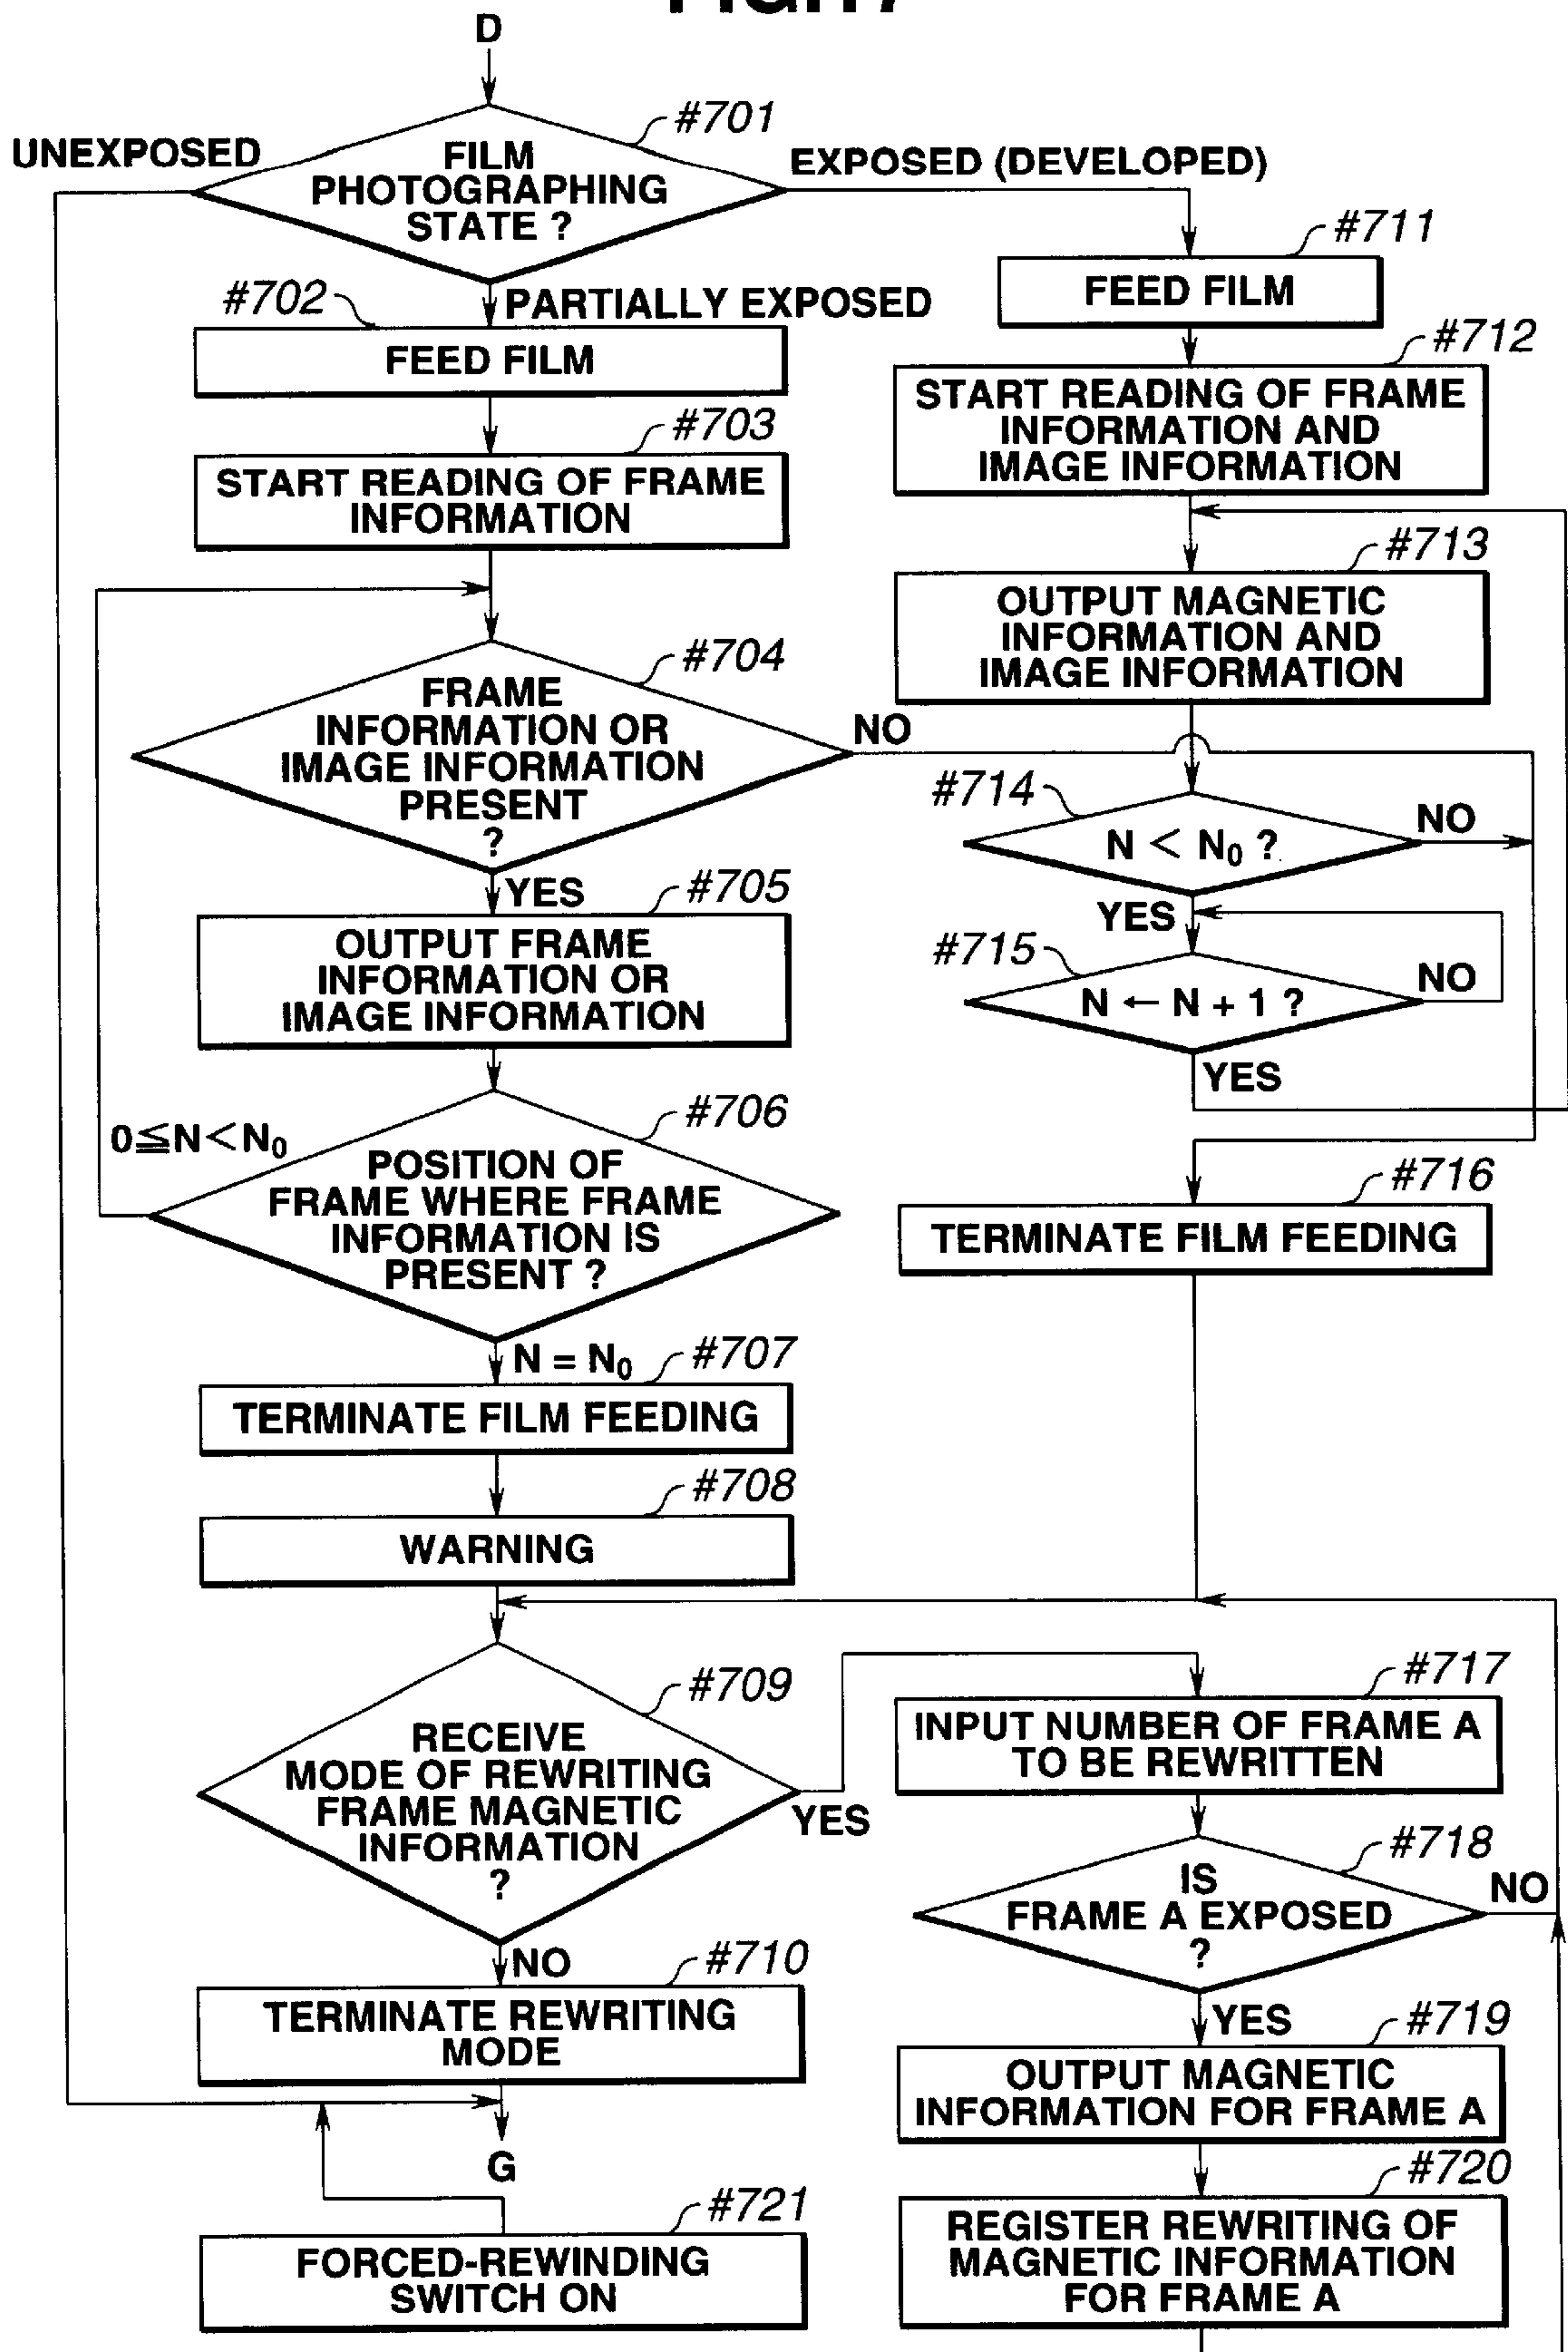 D
#701
UNEXPOSED
FILM
PHOTOGRAPHING
STATE ?
EXPOSED (DEVELOPED)
#702
PARTIALLY EXPOSED
FEED FILM
#703
START READING OF FRAME
INFORMATION
#704
FRAME
INFORMATION OR
IMAGE INFORMATION
PRESENT
?
NO
YES
#705
OUTPUT FRAME
INFORMATION OR
IMAGE INFORMATION
#706
0≦N<N₀
POSITION OF
FRAME WHERE FRAME
INFORMATION IS
PRESENT ?
N = N₀
#707
TERMINATE FILM FEEDING
#708
WARNING
#709
RECEIVE
MODE OF REWRITING
FRAME MAGNETIC
INFORMATION
?
YES
NO
#710
TERMINATE REWRITING
MODE
G
#721
FORCED-REWINDING
SWITCH ON
#711
FEED FILM
#712
START READING OF FRAME
INFORMATION AND
IMAGE INFORMATION
#713
OUTPUT MAGNETIC
INFORMATION AND
IMAGE INFORMATION
#714
N < N₀ ?
NO
YES
#715
N ← N + 1 ?
NO
YES
#716
TERMINATE FILM FEEDING
#717
INPUT NUMBER OF FRAME A
TO BE REWRITTEN
#718
IS
FRAME A EXPOSED
?
NO
YES
#719
OUTPUT MAGNETIC
INFORMATION FOR FRAME A
#720
REGISTER REWRITING OF
MAGNETIC INFORMATION
FOR FRAME A